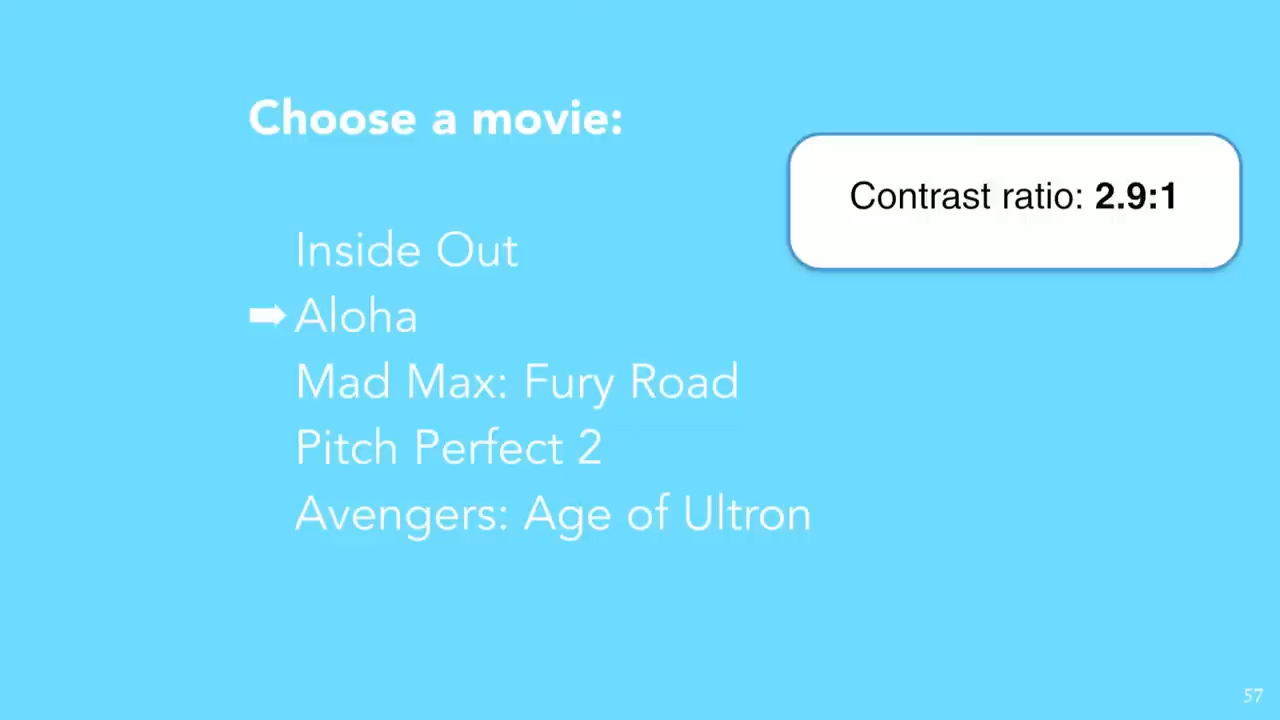 Choose a movie:
Contrast ratio: 2.9:1
Inside Out
➡ Aloha
Mad Max: Fury Road
Pitch Perfect 2
Avengers: Age of Ultron
57